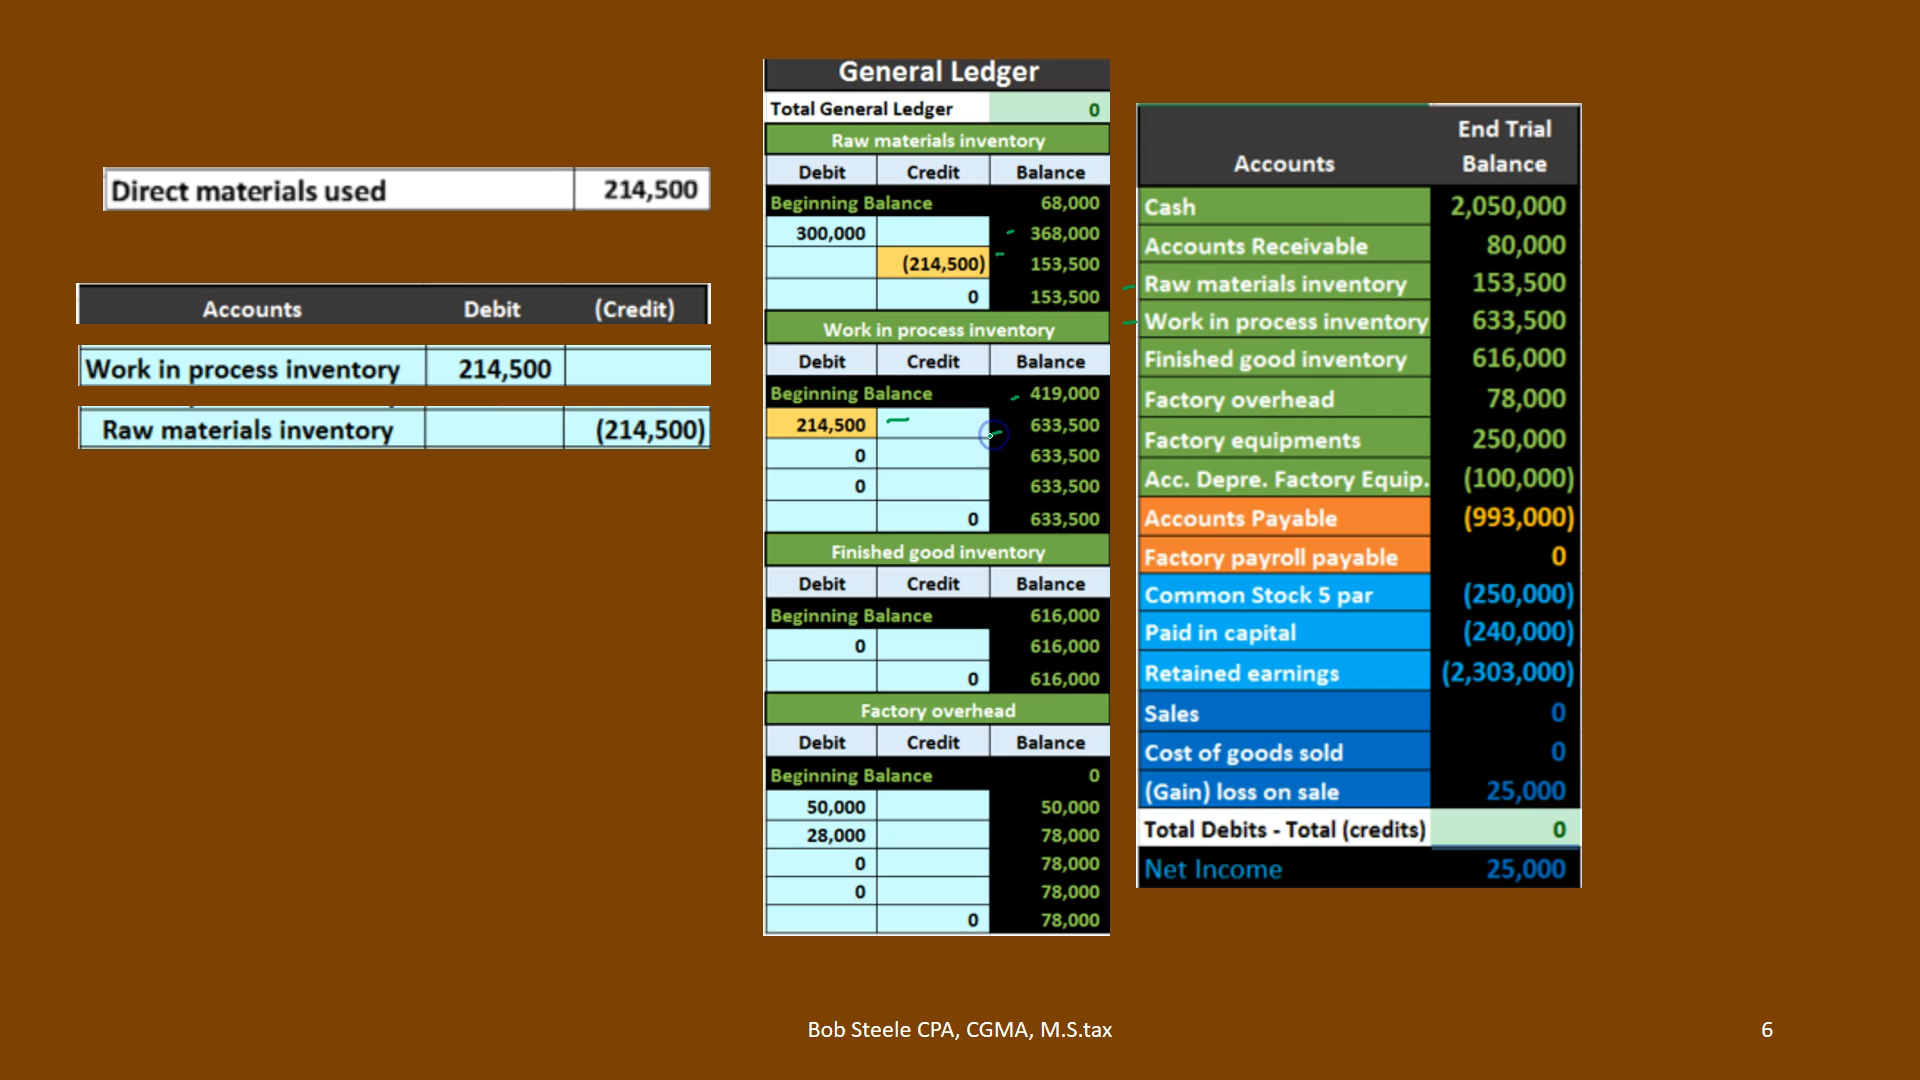 Direct materials used 214,500
Accounts Debit (Credit)
Work in process inventory 214,500
Raw materials inventory (214,500)
General Ledger
Total General Ledger 0
Raw materials inventory
Debit Credit Balance
Beginning Balance 68,000
300,000 368,000
(214,500) 153,500
0 153,500
Work in process inventory
Debit Credit Balance
Beginning Balance 419,000
214,500 633,500
0 633,500
0 633,500
0 633,500
Finished good inventory
Debit Credit Balance
Beginning Balance 616,000
0 616,000
0 616,000
Factory overhead
Debit Credit Balance
Beginning Balance 0
50,000 50,000
28,000 78,000
0 78,000
0 78,000
0 78,000
End Trial
Accounts Balance
Cash 2,050,000
Accounts Receivable 80,000
Raw materials inventory 153,500
Work in process inventory 633,500
Finished good inventory 616,000
Factory overhead 78,000
Factory equipments 250,000
Acc. Depre. Factory Equip. (100,000)
Accounts Payable (993,000)
Factory payroll payable 0
Common Stock 5 par (250,000)
Paid in capital (240,000)
Retained earnings (2,303,000)
Sales 0
Cost of goods sold 0
(Gain) loss on sale 25,000
Total Debits - Total (credits) 0
Net Income 25,000
Bob Steele CPA, CGMA, M.S.tax
6